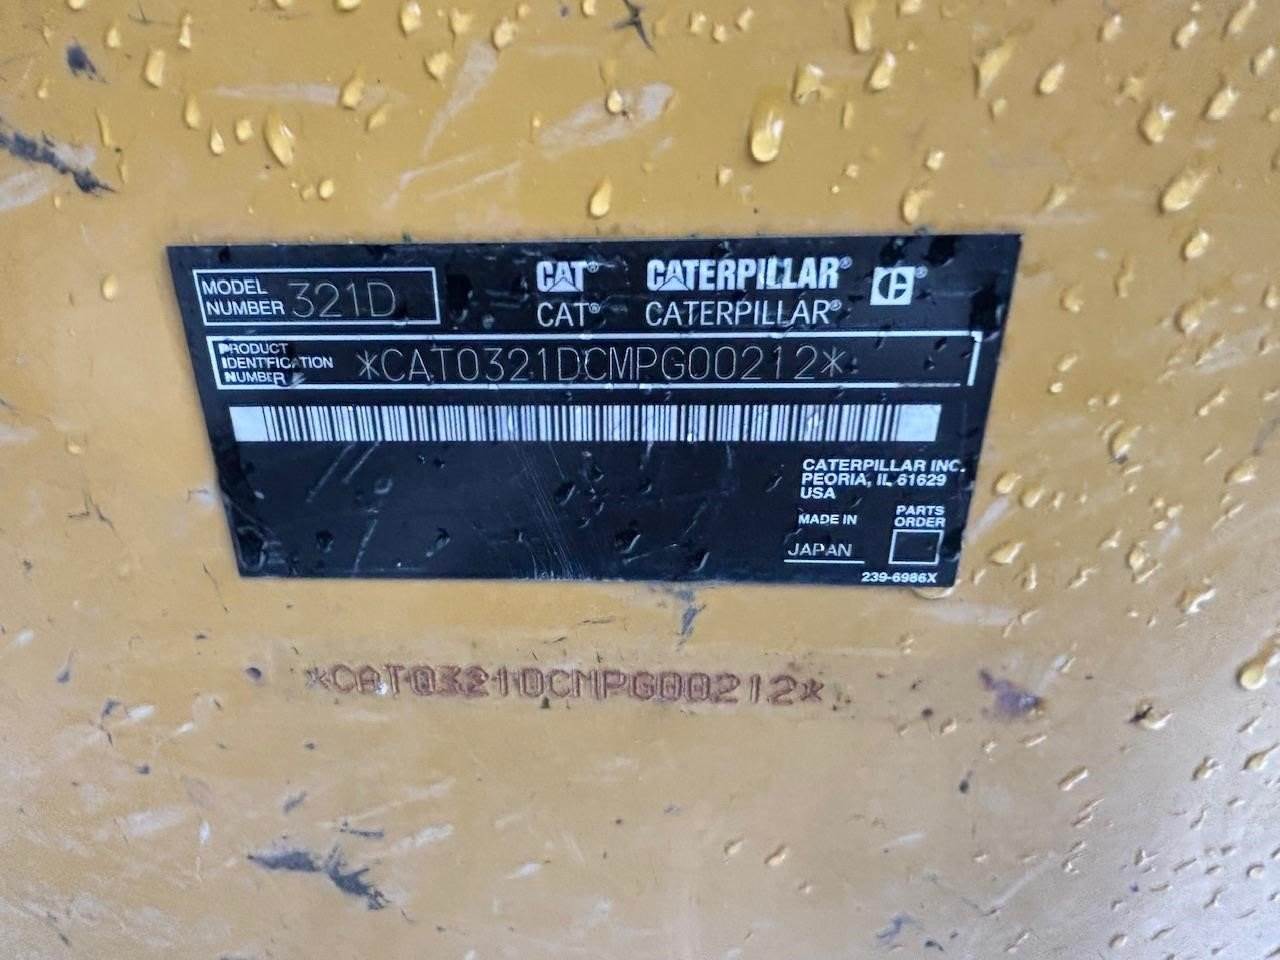 MODEL NUMBER 321D
CAT® CATERPILLAR® ®
CAT® CATERPILLAR®
PRODUCT IDENTIFICATION NUMBER *CAT0321DCMPG00212*
CATERPILLAR INC.
PEORIA, IL 61629
USA
MADE IN JAPAN
PARTS ORDER
239-6986X
*CAT0321DCMPG00212*